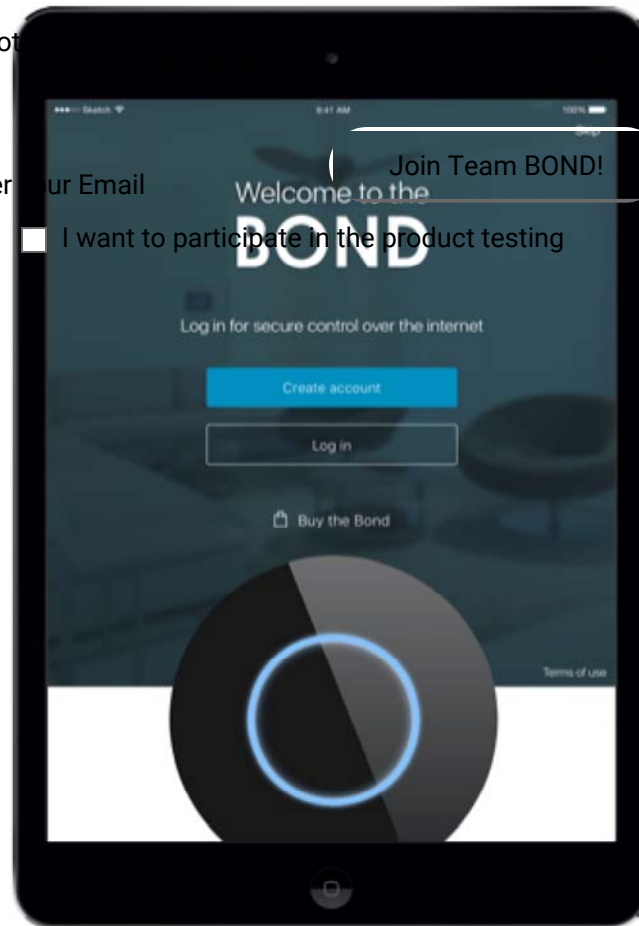 Sketch 9:41 AM 100%
Skip
Join Team BOND!
ur Email
Welcome to the
I want to participate in the product testing
BOND
Log in for secure control over the internet
Create account
Log in
Buy the Bond
Terms of use